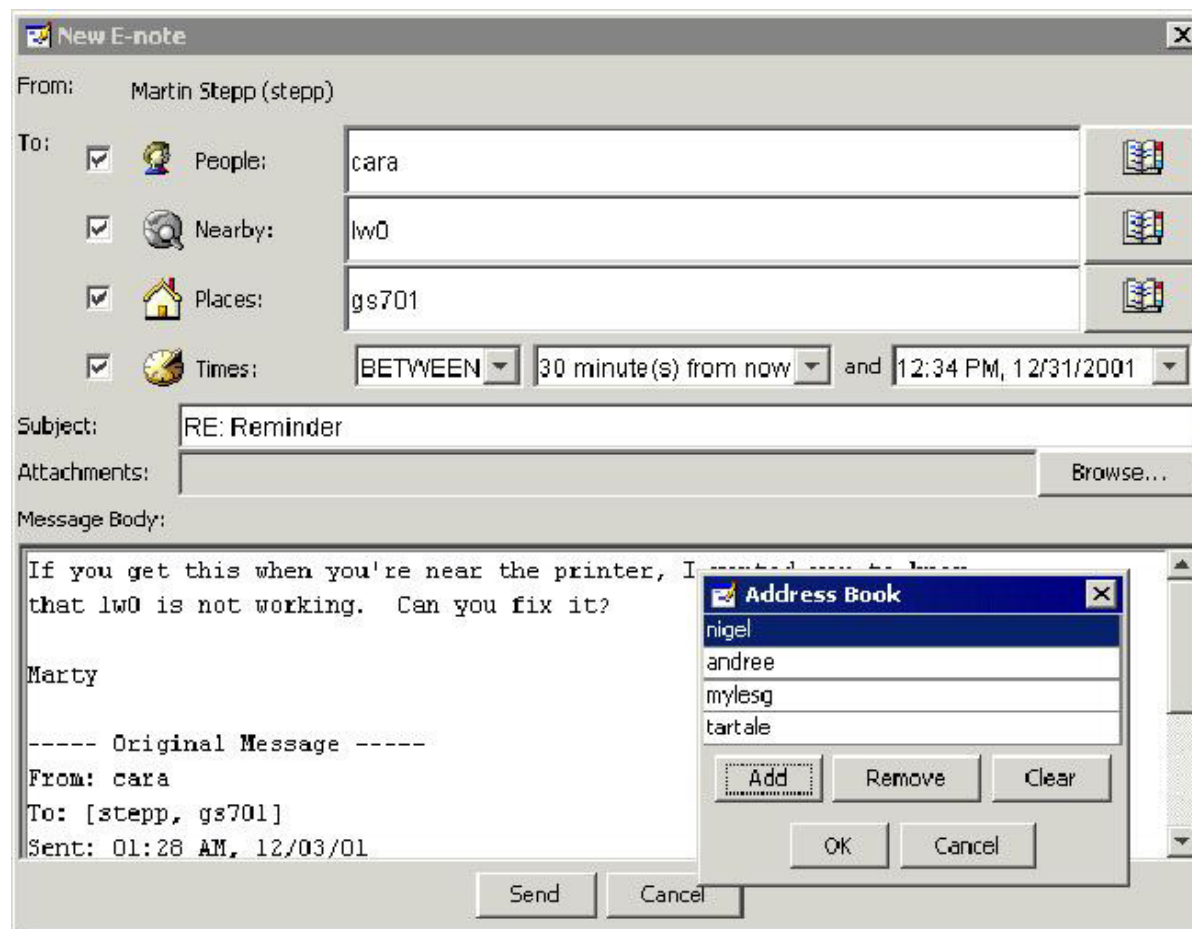 New E-note
From: Martin Stepp (stepp)
To: People: cara
Nearby: lw0
Places: gs701
Times: BETWEEN 30 minute(s) from now and 12:34 PM, 12/31/2001
Subject: RE: Reminder
Attachments: Browse...
Message Body:
If you get this when you're near the printer, I wanted you to know
that lw0 is not working. Can you fix it?
Marty
----- Original Message -----
From: cara
To: [stepp, gs701]
Sent: 01:28 AM, 12/03/01
Address Book
nigel
andree
mylesg
tartale
Add Remove Clear
OK Cancel
Send Cancel